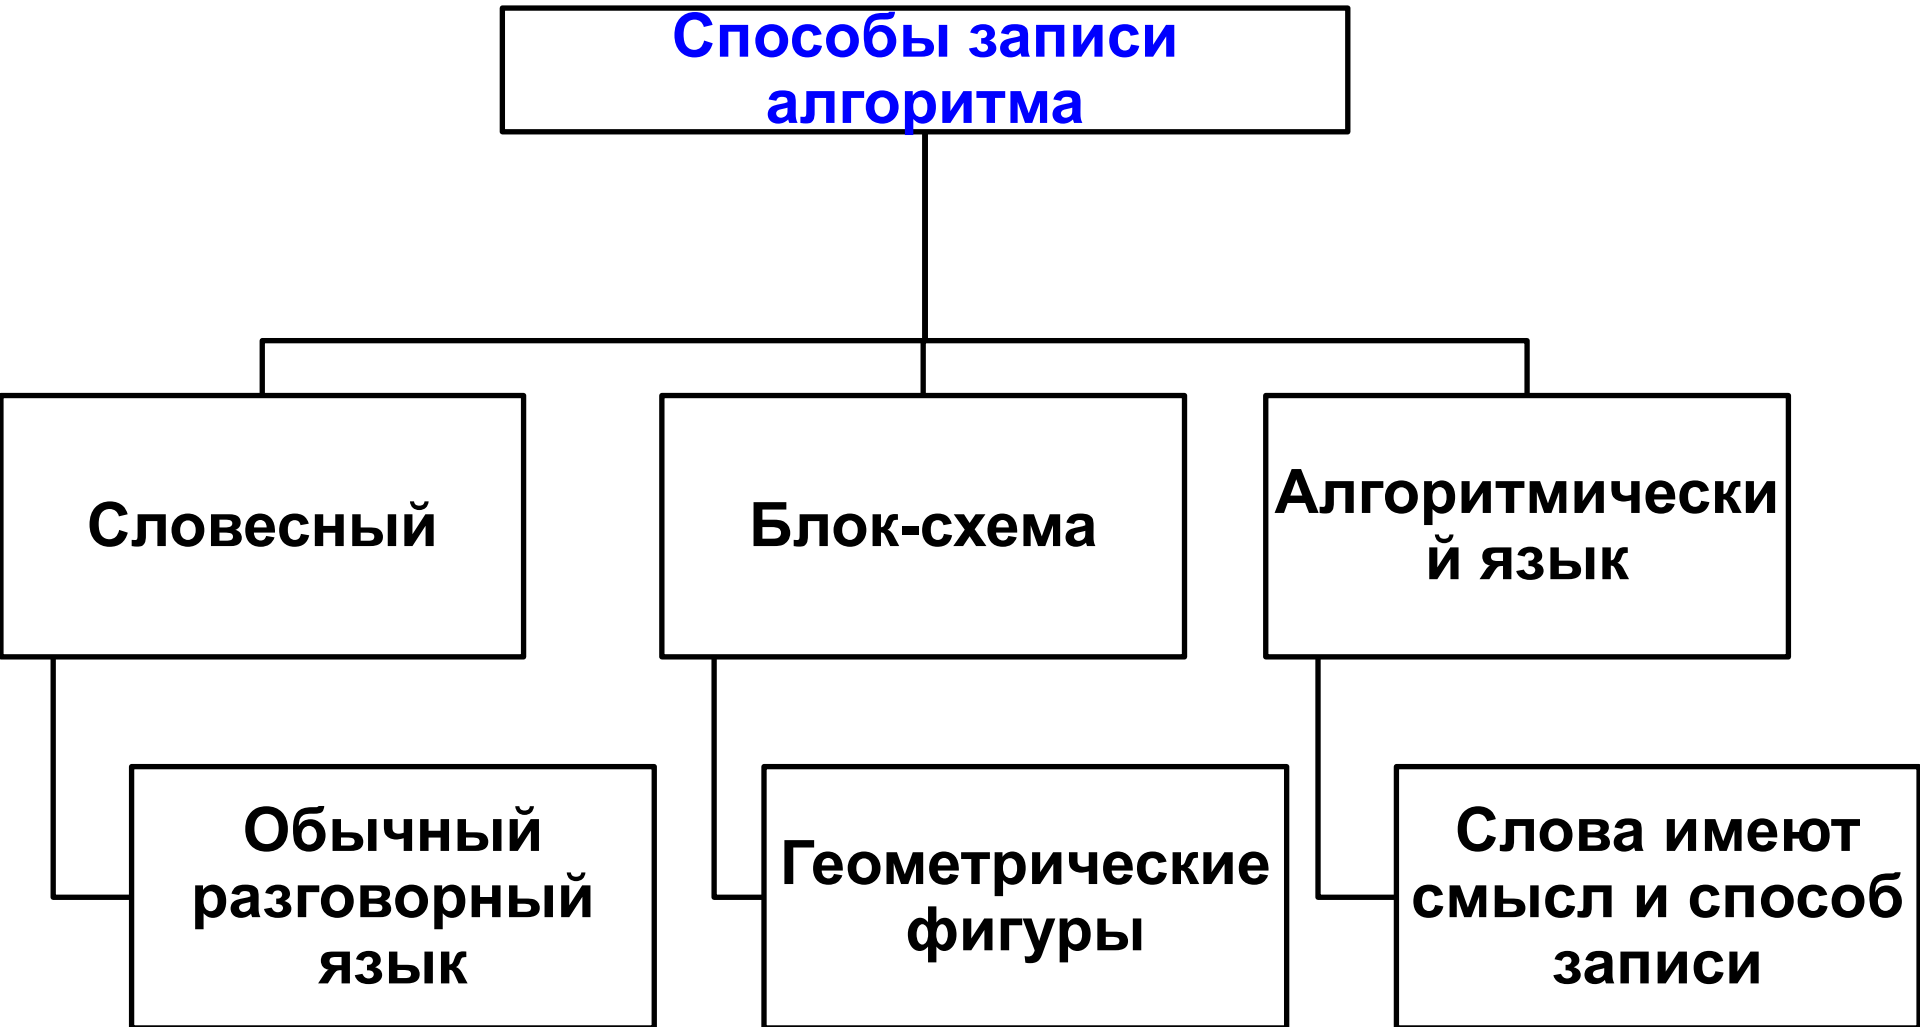 Способы записи
алгоритма
Словесный
Блок-схема
Алгоритмически
й язык
Обычный
разговорный
язык
Геометрические
фигуры
Слова имеют
смысл и способ
записи